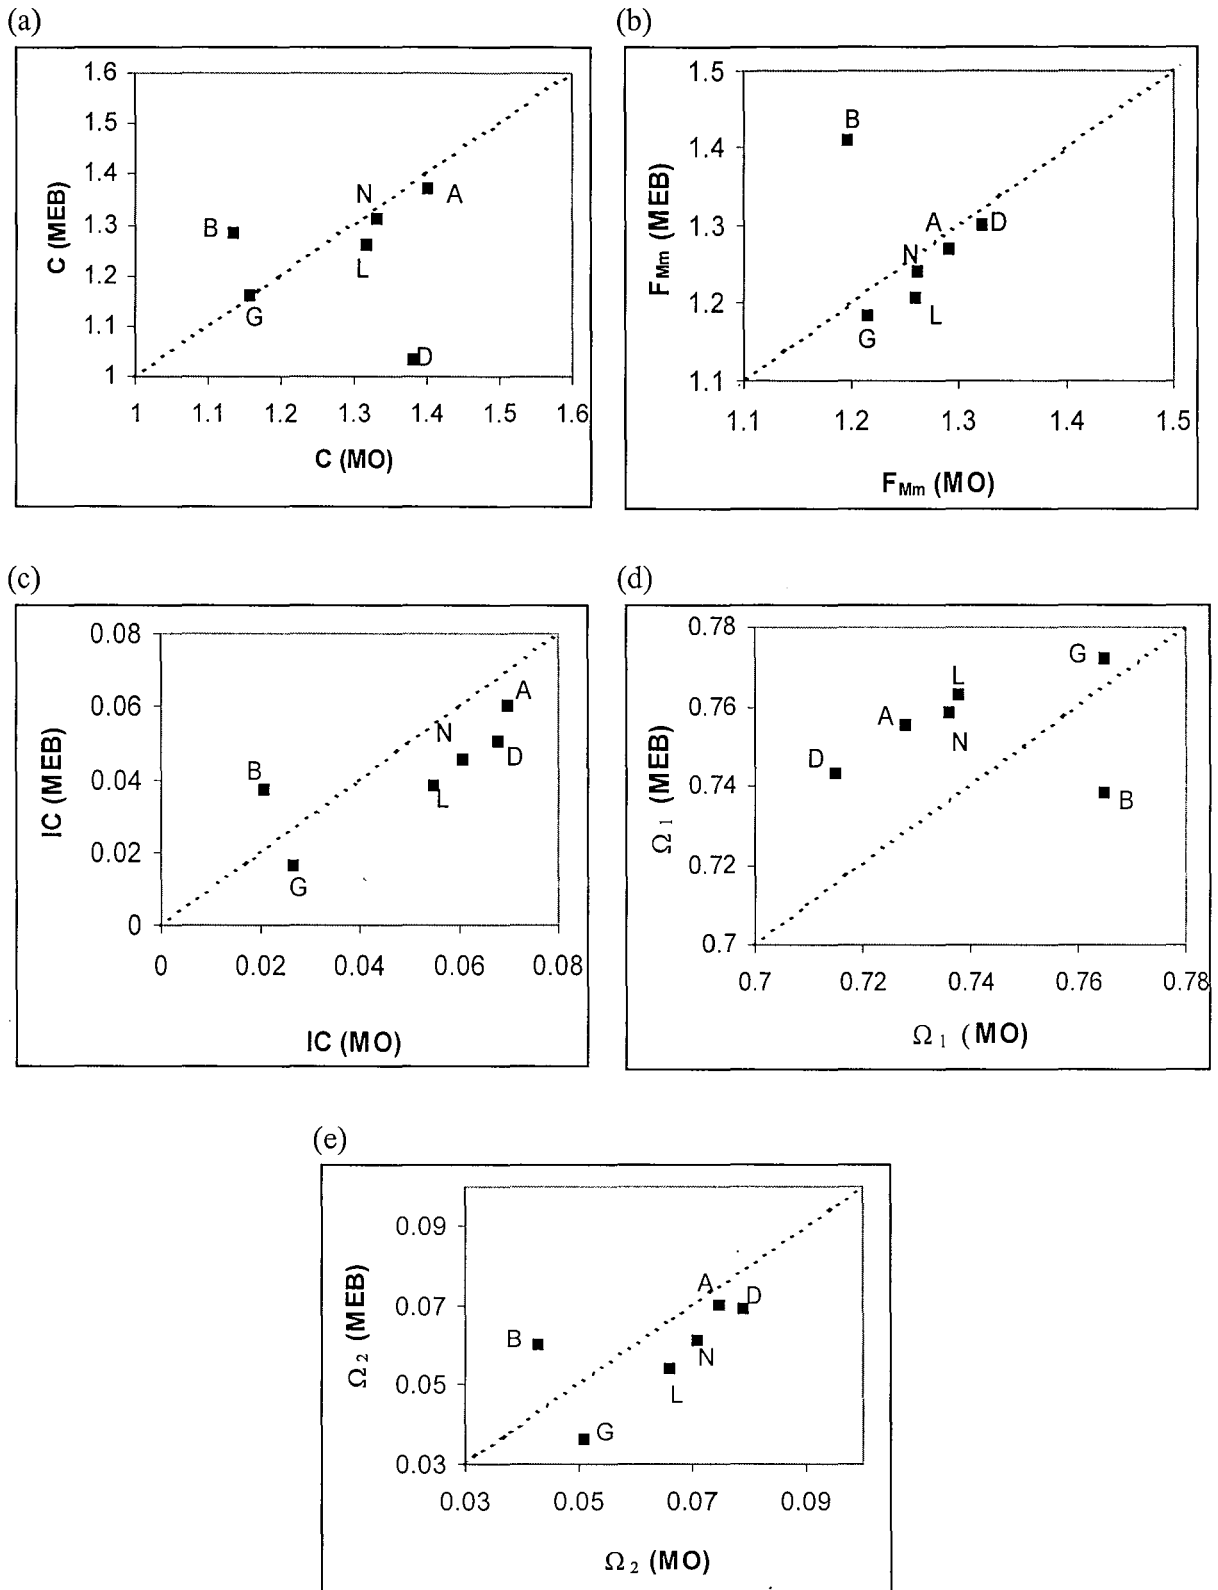 (a)
1.6
1.5
1.4
1.3
1.2
1.1
1
C (MEB)
B
N
A
L
G
D
1 1.1 1.2 1.3 1.4 1.5 1.6
C (MO)
(b)
1.5
1.4
1.3
1.2
1.1
FMm (MEB)
B
A
D
N
L
G
1.1 1.2 1.3 1.4 1.5
FMm (MO)
(c)
0.08
0.06
0.04
0.02
0
IC (MEB)
A
N
D
B
L
G
0 0.02 0.04 0.06 0.08
IC (MO)
(d)
0.78
0.76
0.74
0.72
0.7
Ω1 (MEB)
G
L
A
N
D
B
0.7 0.72 0.74 0.76 0.78
Ω1 (MO)
(e)
0.09
0.07
0.05
0.03
Ω2 (MEB)
A
D
B
N
L
G
0.03 0.05 0.07 0.09
Ω2 (MO)